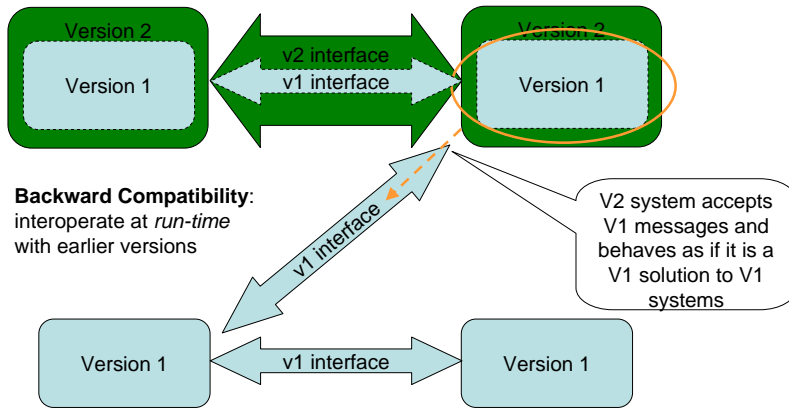 Version 2
Version 1
v2 interface
v1 interface
Version 2
Version 1
Backward Compatibility:
interoperate at run-time
with earlier versions
v1 interface
V2 system accepts
V1 messages and
behaves as if it is a
V1 solution to V1
systems
Version 1
v1 interface
Version 1